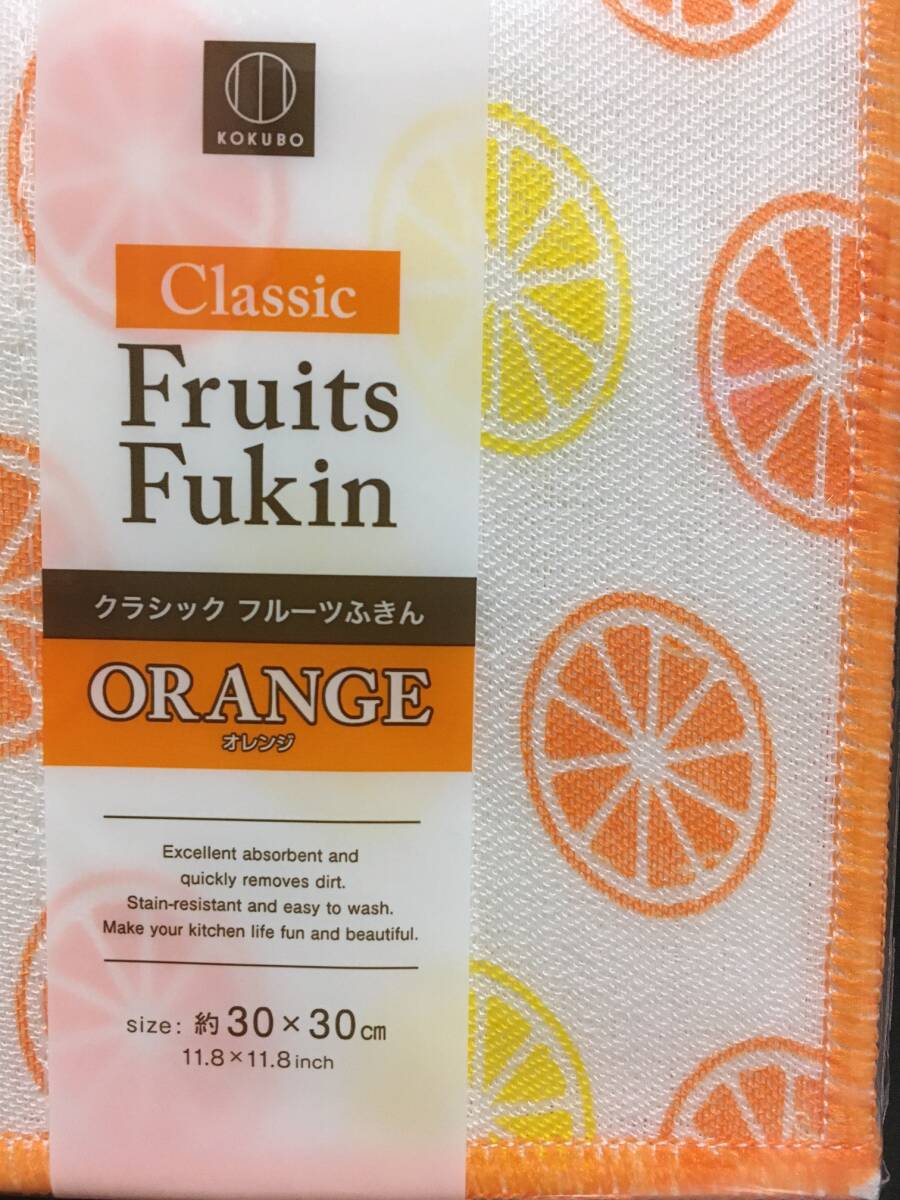 KOKUBO
Classic
Fruits
Fukin
クラシック フルーツふきん
ORANGE
オレンジ
Excellent absorbent and
quickly removes dirt.
Stain-resistant and easy to wash.
Make your kitchen life fun and beautiful.
size: 約30×30cm
11.8×11.8inch